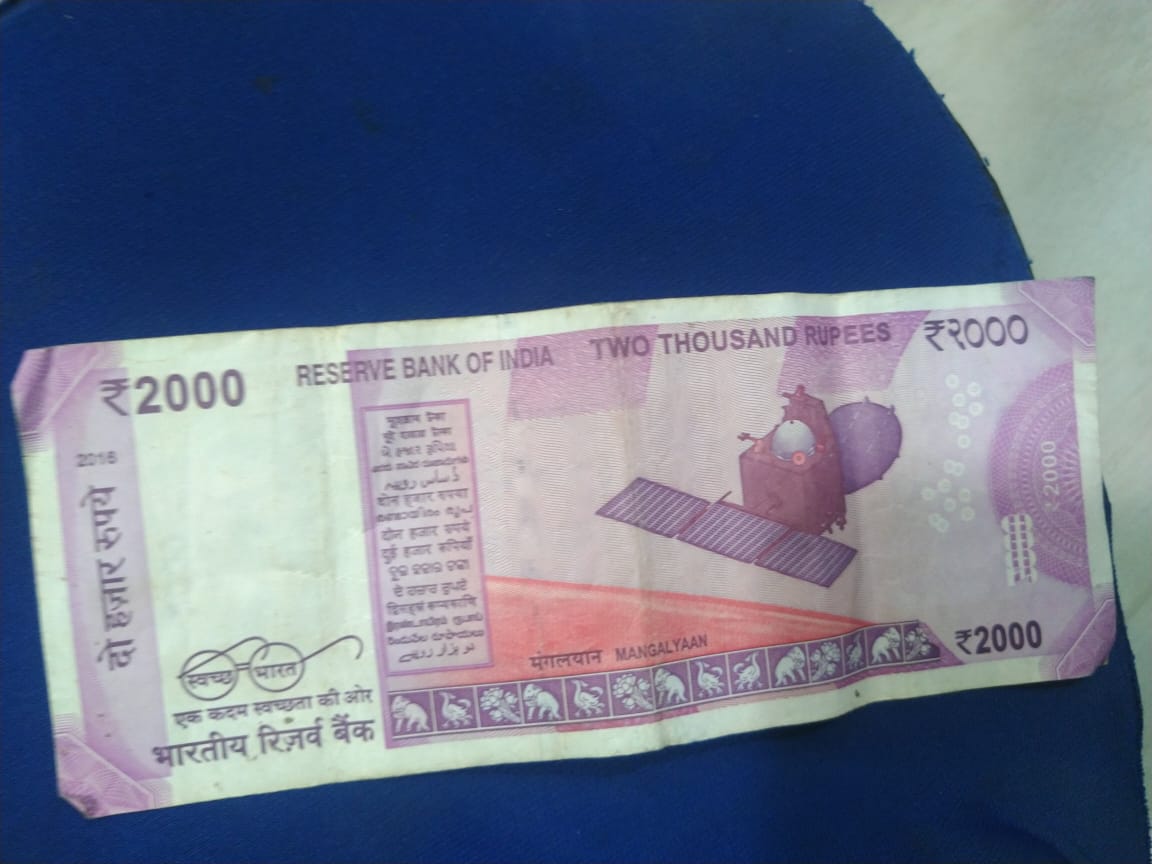 ₹2000
RESERVE BANK OF INDIA
TWO THOUSAND RUPEES
₹२०००
2016
दो हज़ार रुपये
दोन हजार रुपया
दोन हजार रुपये
दुई हजार रुपियाँ
₹2000
मंगलयान MANGALYAAN
₹2000
स्वच्छ भारत
एक कदम स्वच्छता की ओर
भारतीय रिज़र्व बैंक